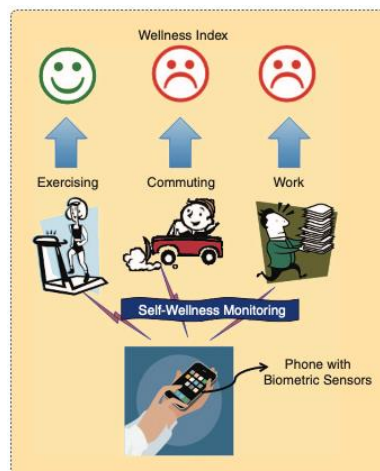 Wellness Index
Exercising
Commuting
Work
Self-Wellness Monitoring
Phone with
Biometric Sensors